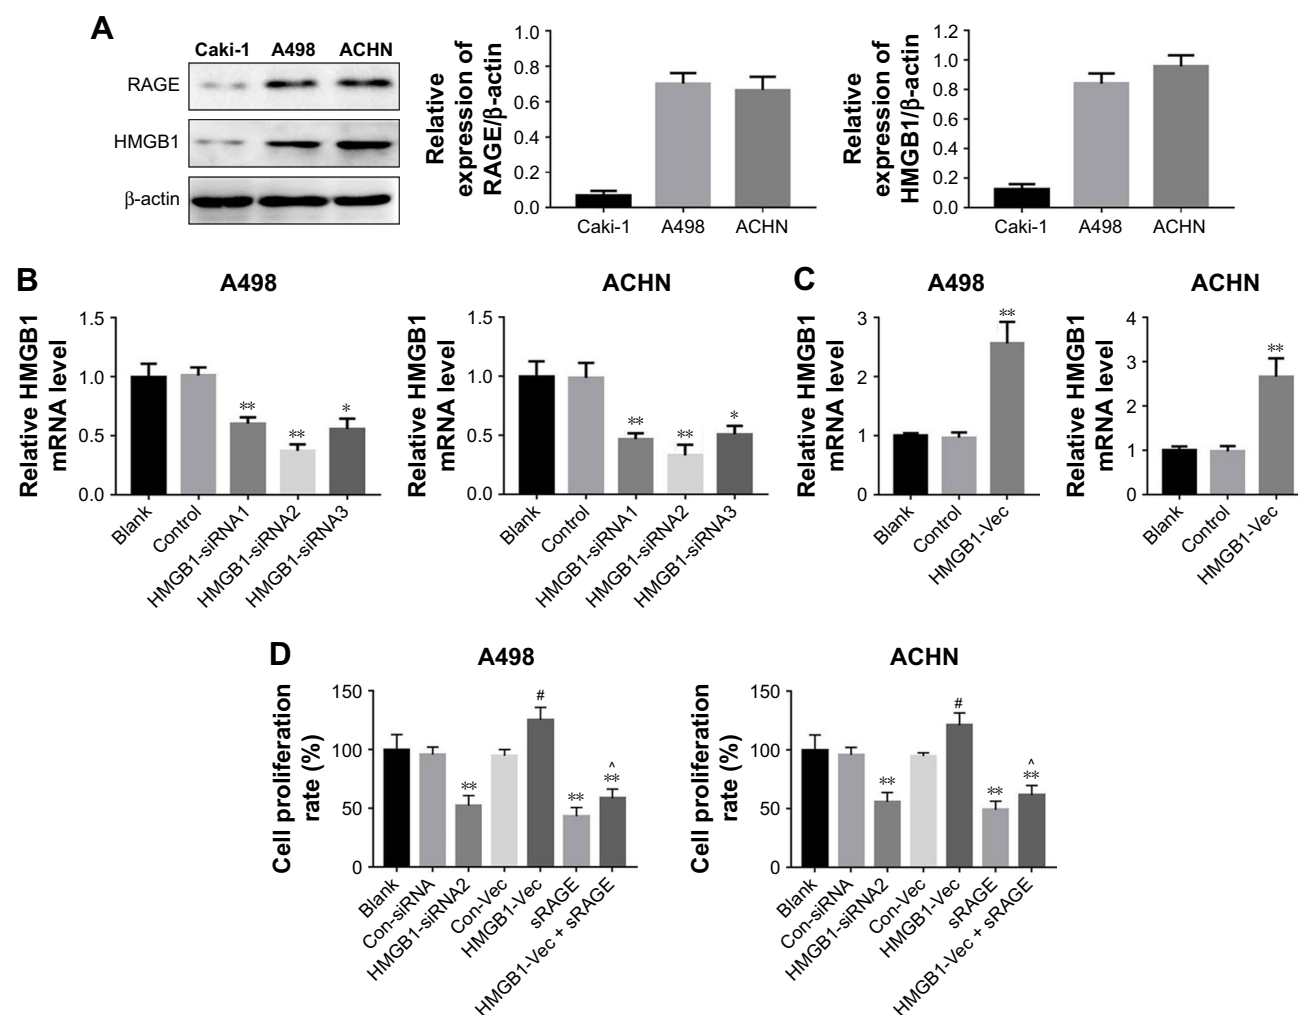 A
Caki-1 A498 ACHN
RAGE
HMGB1
β-actin
Relative
expression of
RAGE/β-actin
1.0
0.8
0.6
0.4
0.2
0.0
Caki-1 A498 ACHN
Relative
expression of
HMGB1/β-actin
1.2
1.0
0.8
0.6
0.4
0.2
0.0
Caki-1 A498 ACHN
B
A498
Relative HMGB1
mRNA level
1.5
1.0
0.5
0.0
** ** *
Blank
Control
HMGB1-siRNA1
HMGB1-siRNA2
HMGB1-siRNA3
ACHN
Relative HMGB1
mRNA level
1.5
1.0
0.5
0.0
** ** *
Blank
Control
HMGB1-siRNA1
HMGB1-siRNA2
HMGB1-siRNA3
C
A498
Relative HMGB1
mRNA level
3
2
1
0
**
Blank
Control
HMGB1-Vec
ACHN
Relative HMGB1
mRNA level
4
3
2
1
0
**
Blank
Control
HMGB1-Vec
D
A498
Cell proliferation
rate (%)
150
100
50
0
** # ** ^ **
Blank
Con-siRNA
HMGB1-siRNA2
Con-Vec
HMGB1-Vec
sRAGE
HMGB1-Vec + sRAGE
ACHN
Cell proliferation
rate (%)
150
100
50
0
** # ** ^ **
Blank
Con-siRNA
HMGB1-siRNA2
Con-Vec
HMGB1-Vec
sRAGE
HMGB1-Vec + sRAGE